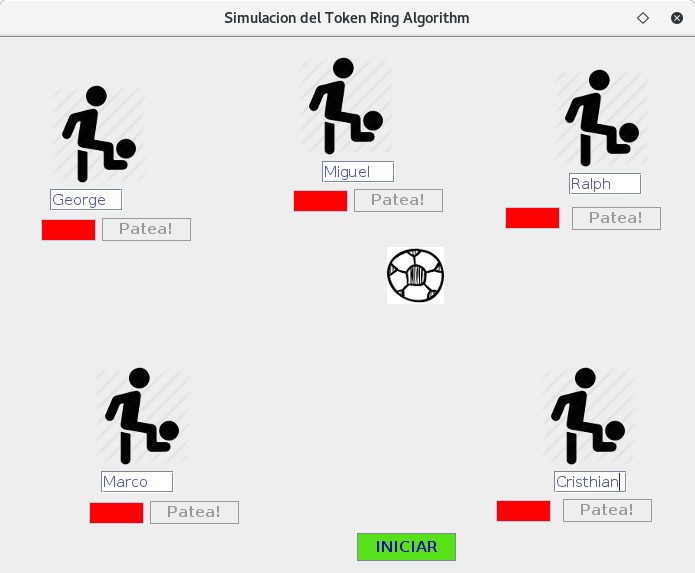 Simulacion del Token Ring Algorithm
George
Patea!
Miguel
Patea!
Ralph
Patea!
Marco
Patea!
Cristhian
Patea!
INICIAR